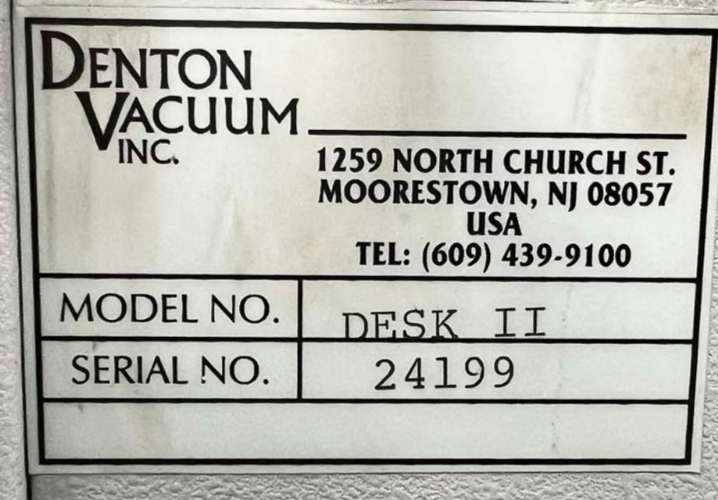 DENTON
VACUUM
INC.
1259 NORTH CHURCH ST.
MOORESTOWN, NJ 08057
USA
TEL: (609) 439-9100
MODEL NO. DESK II
SERIAL NO. 24199